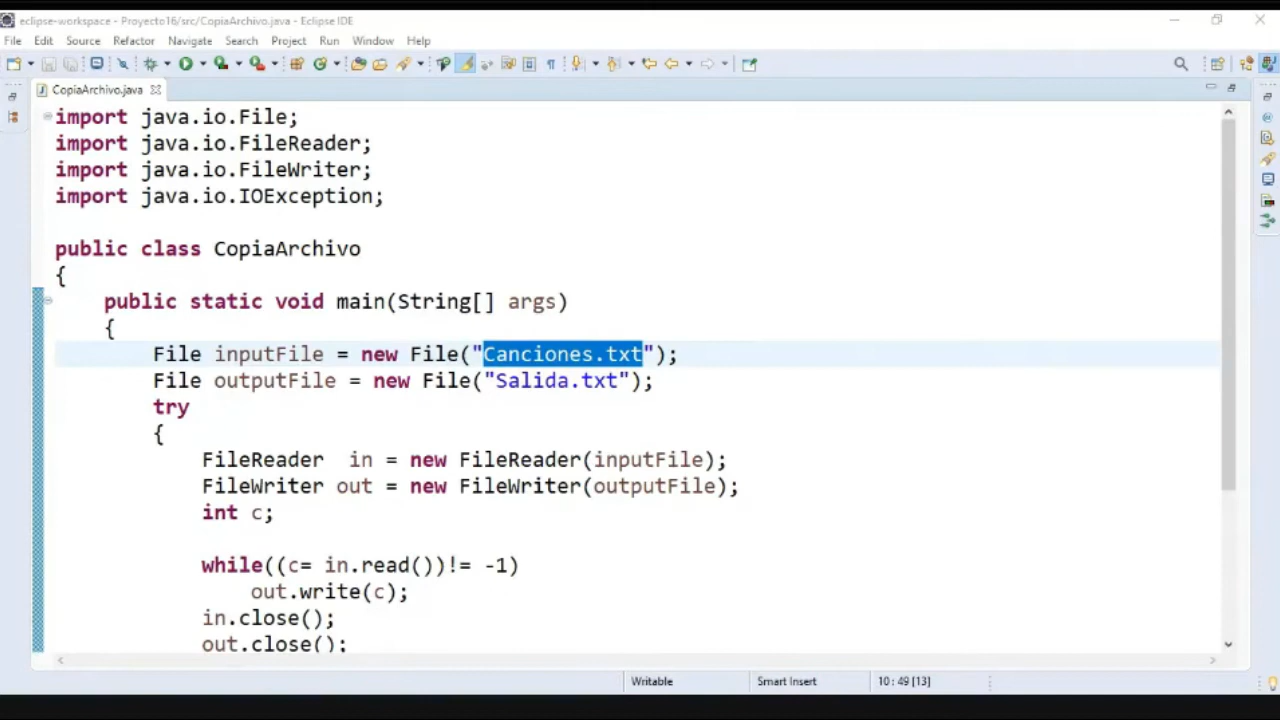 eclipse-workspace - Proyecto16/src/CopiaArchivo.java - Eclipse IDE
File Edit Source Refactor Navigate Search Project Run Window Help
CopiaArchivo.java
import java.io.File;
import java.io.FileReader;
import java.io.FileWriter;
import java.io.IOException;
public class CopiaArchivo
{
public static void main(String[] args)
{
File inputFile = new File("Canciones.txt");
File outputFile = new File("Salida.txt");
try
{
FileReader  in = new FileReader(inputFile);
FileWriter out = new FileWriter(outputFile);
int c;
while((c= in.read())!= -1)
out.write(c);
in.close();
out.close();
Writable Smart Insert 10 : 49 [13]